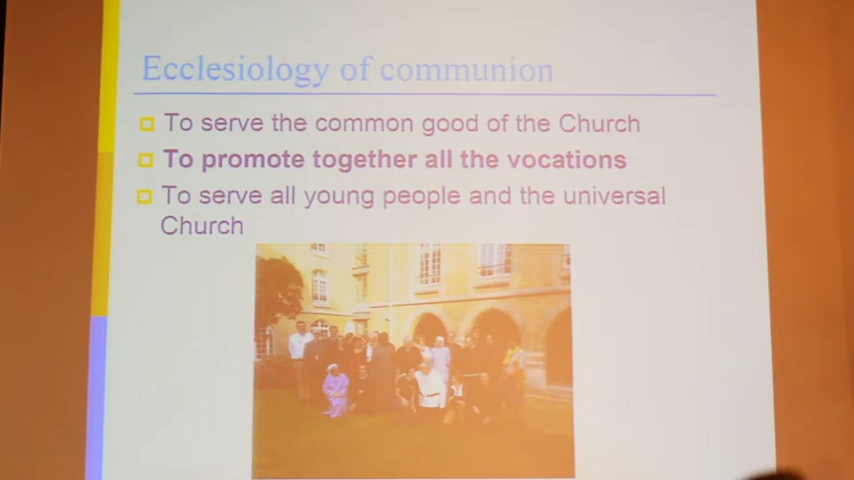 Ecclesiology of communion
To serve the common good of the Church
To promote together all the vocations
To serve all young people and the universal
Church